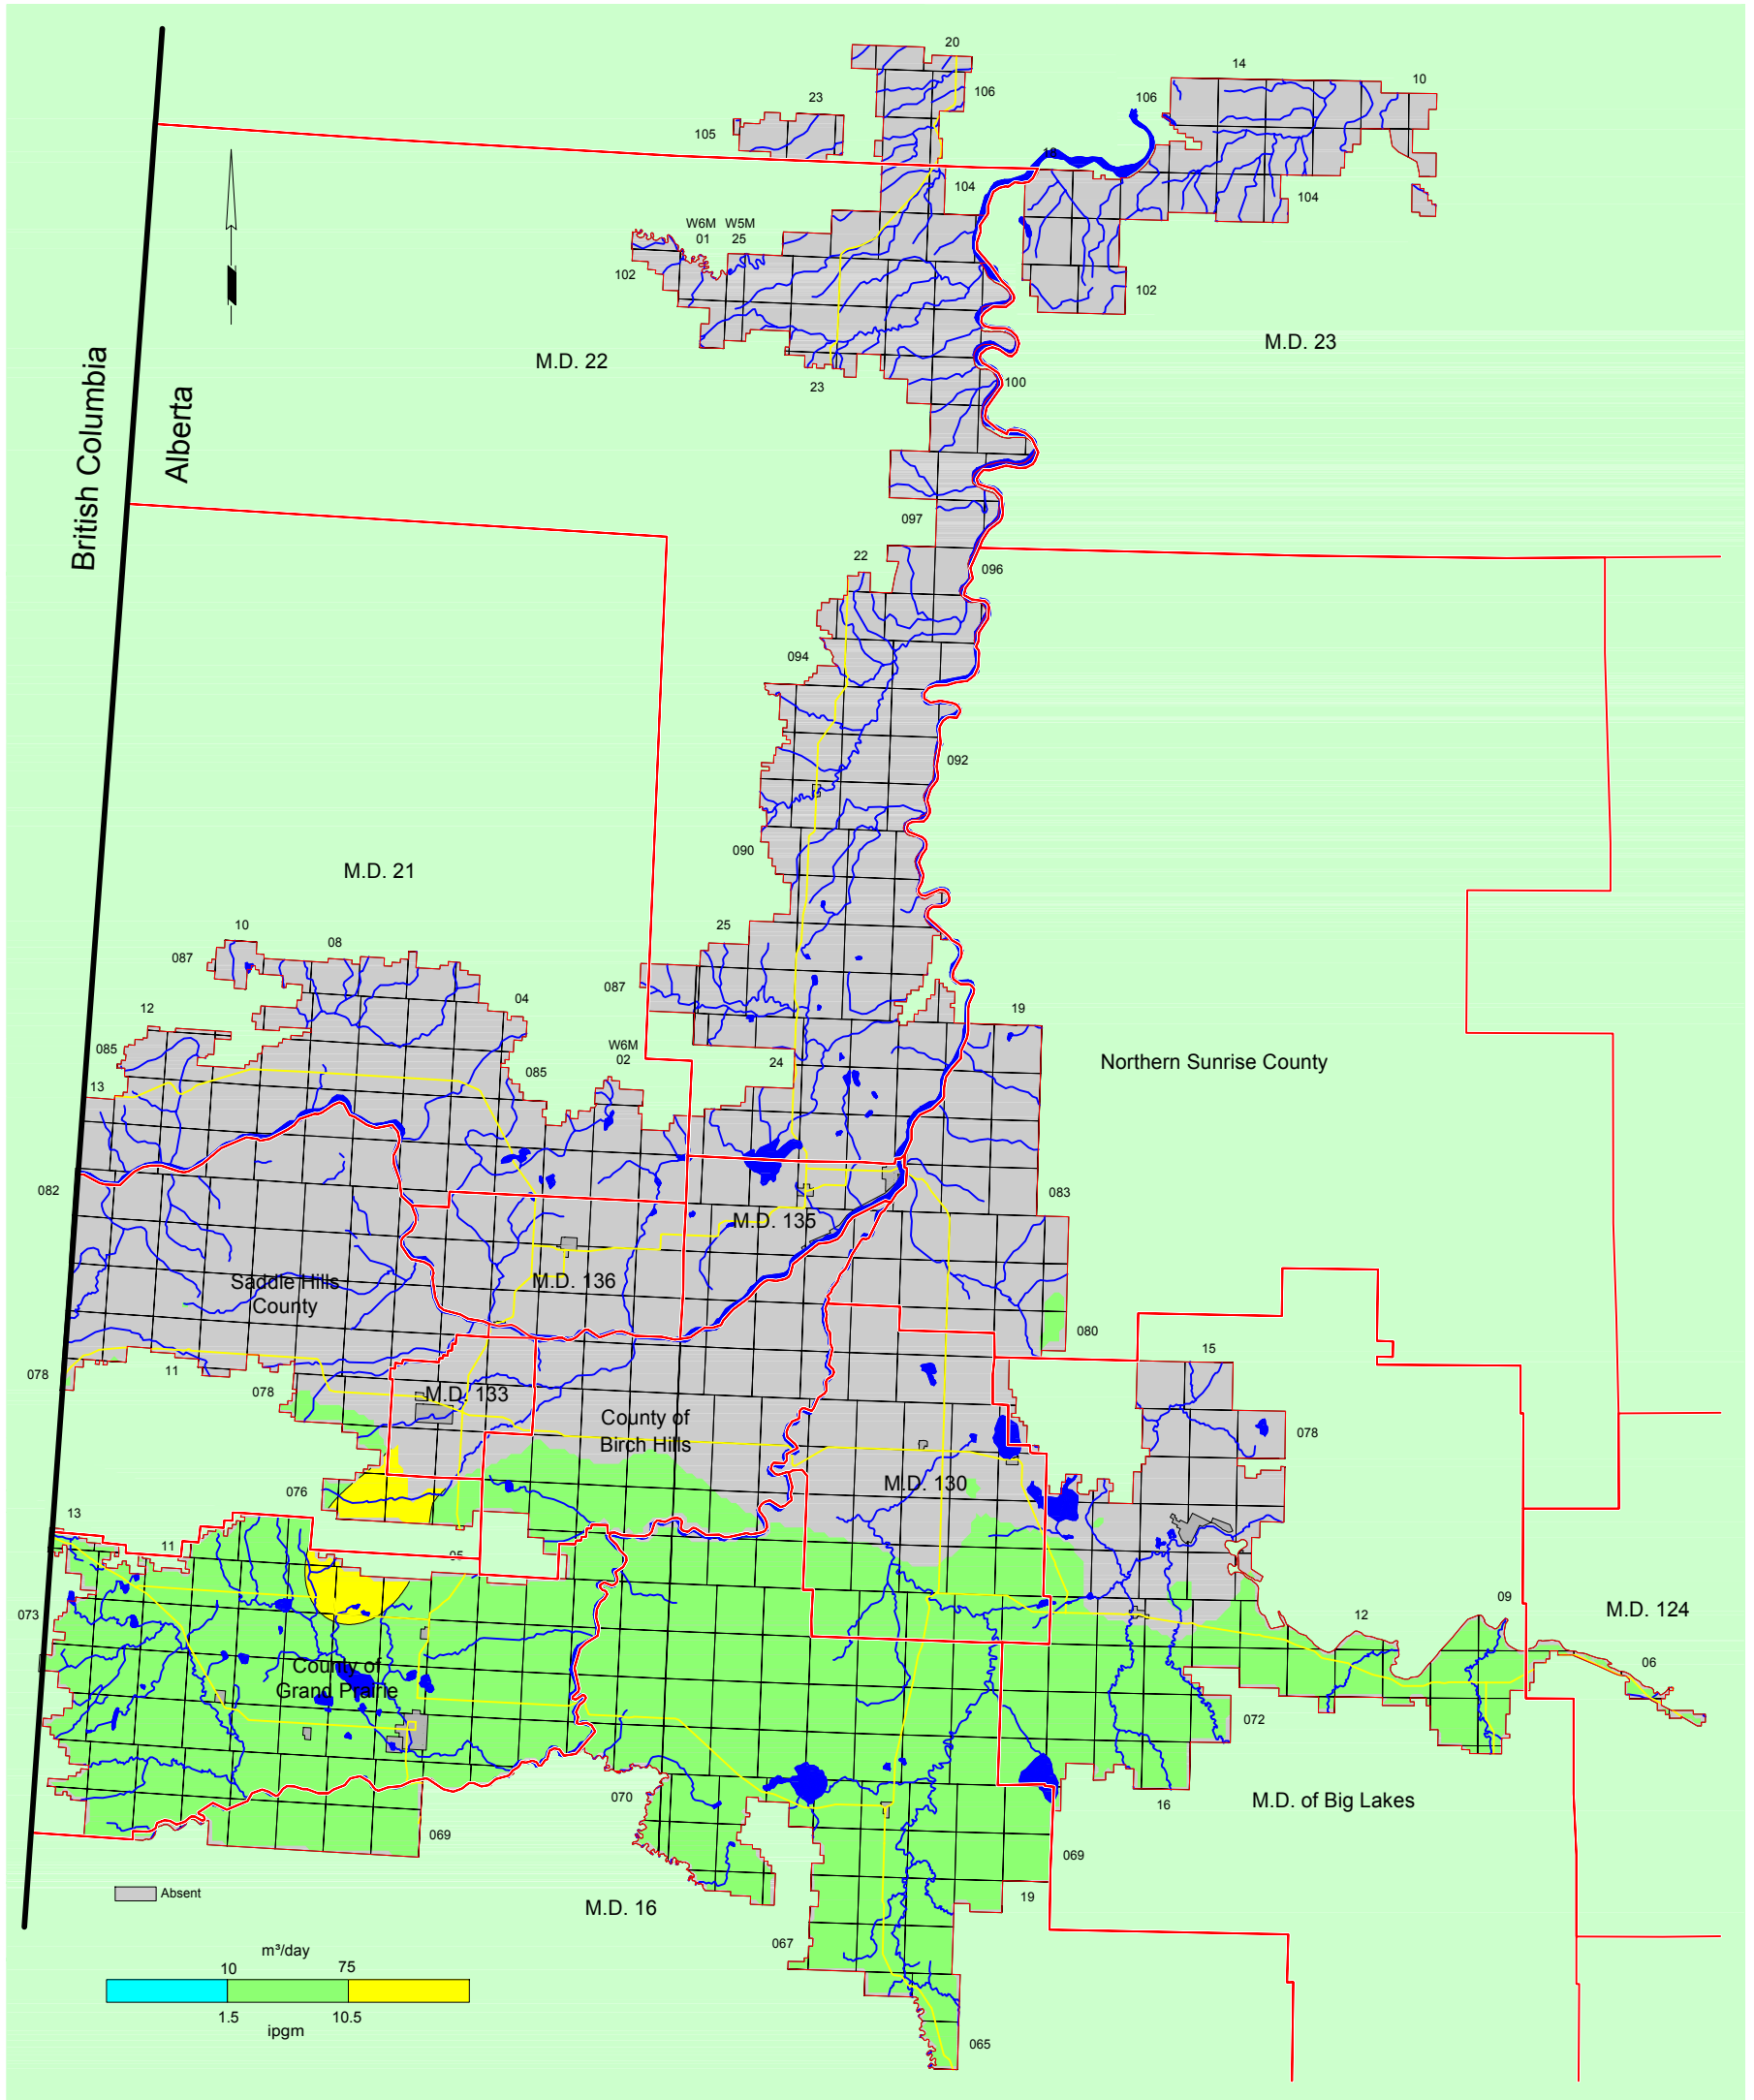 20
14
10
106
106
23
105
18
104
104
W6M W5M
01 25
102
102
M.D. 22
M.D. 23
23
100
British Columbia
Alberta
097
22
096
094
092
090
M.D. 21
10
08
25
087
087
04
12
19
W6M
02
085
24
085
13
Northern Sunrise County
082
083
M.D. 135
Saddle Hills
County
M.D. 136
080
15
078
11
078
M.D. 133
County of
Birch Hills
078
M.D. 130
076
13
11
05
073
12
09
M.D. 124
06
County of
Grand Prairie
072
070
16
M.D. of Big Lakes
069
069
19
Absent
M.D. 16
067
m³/day
10 75
1.5 10.5
ipgm
065